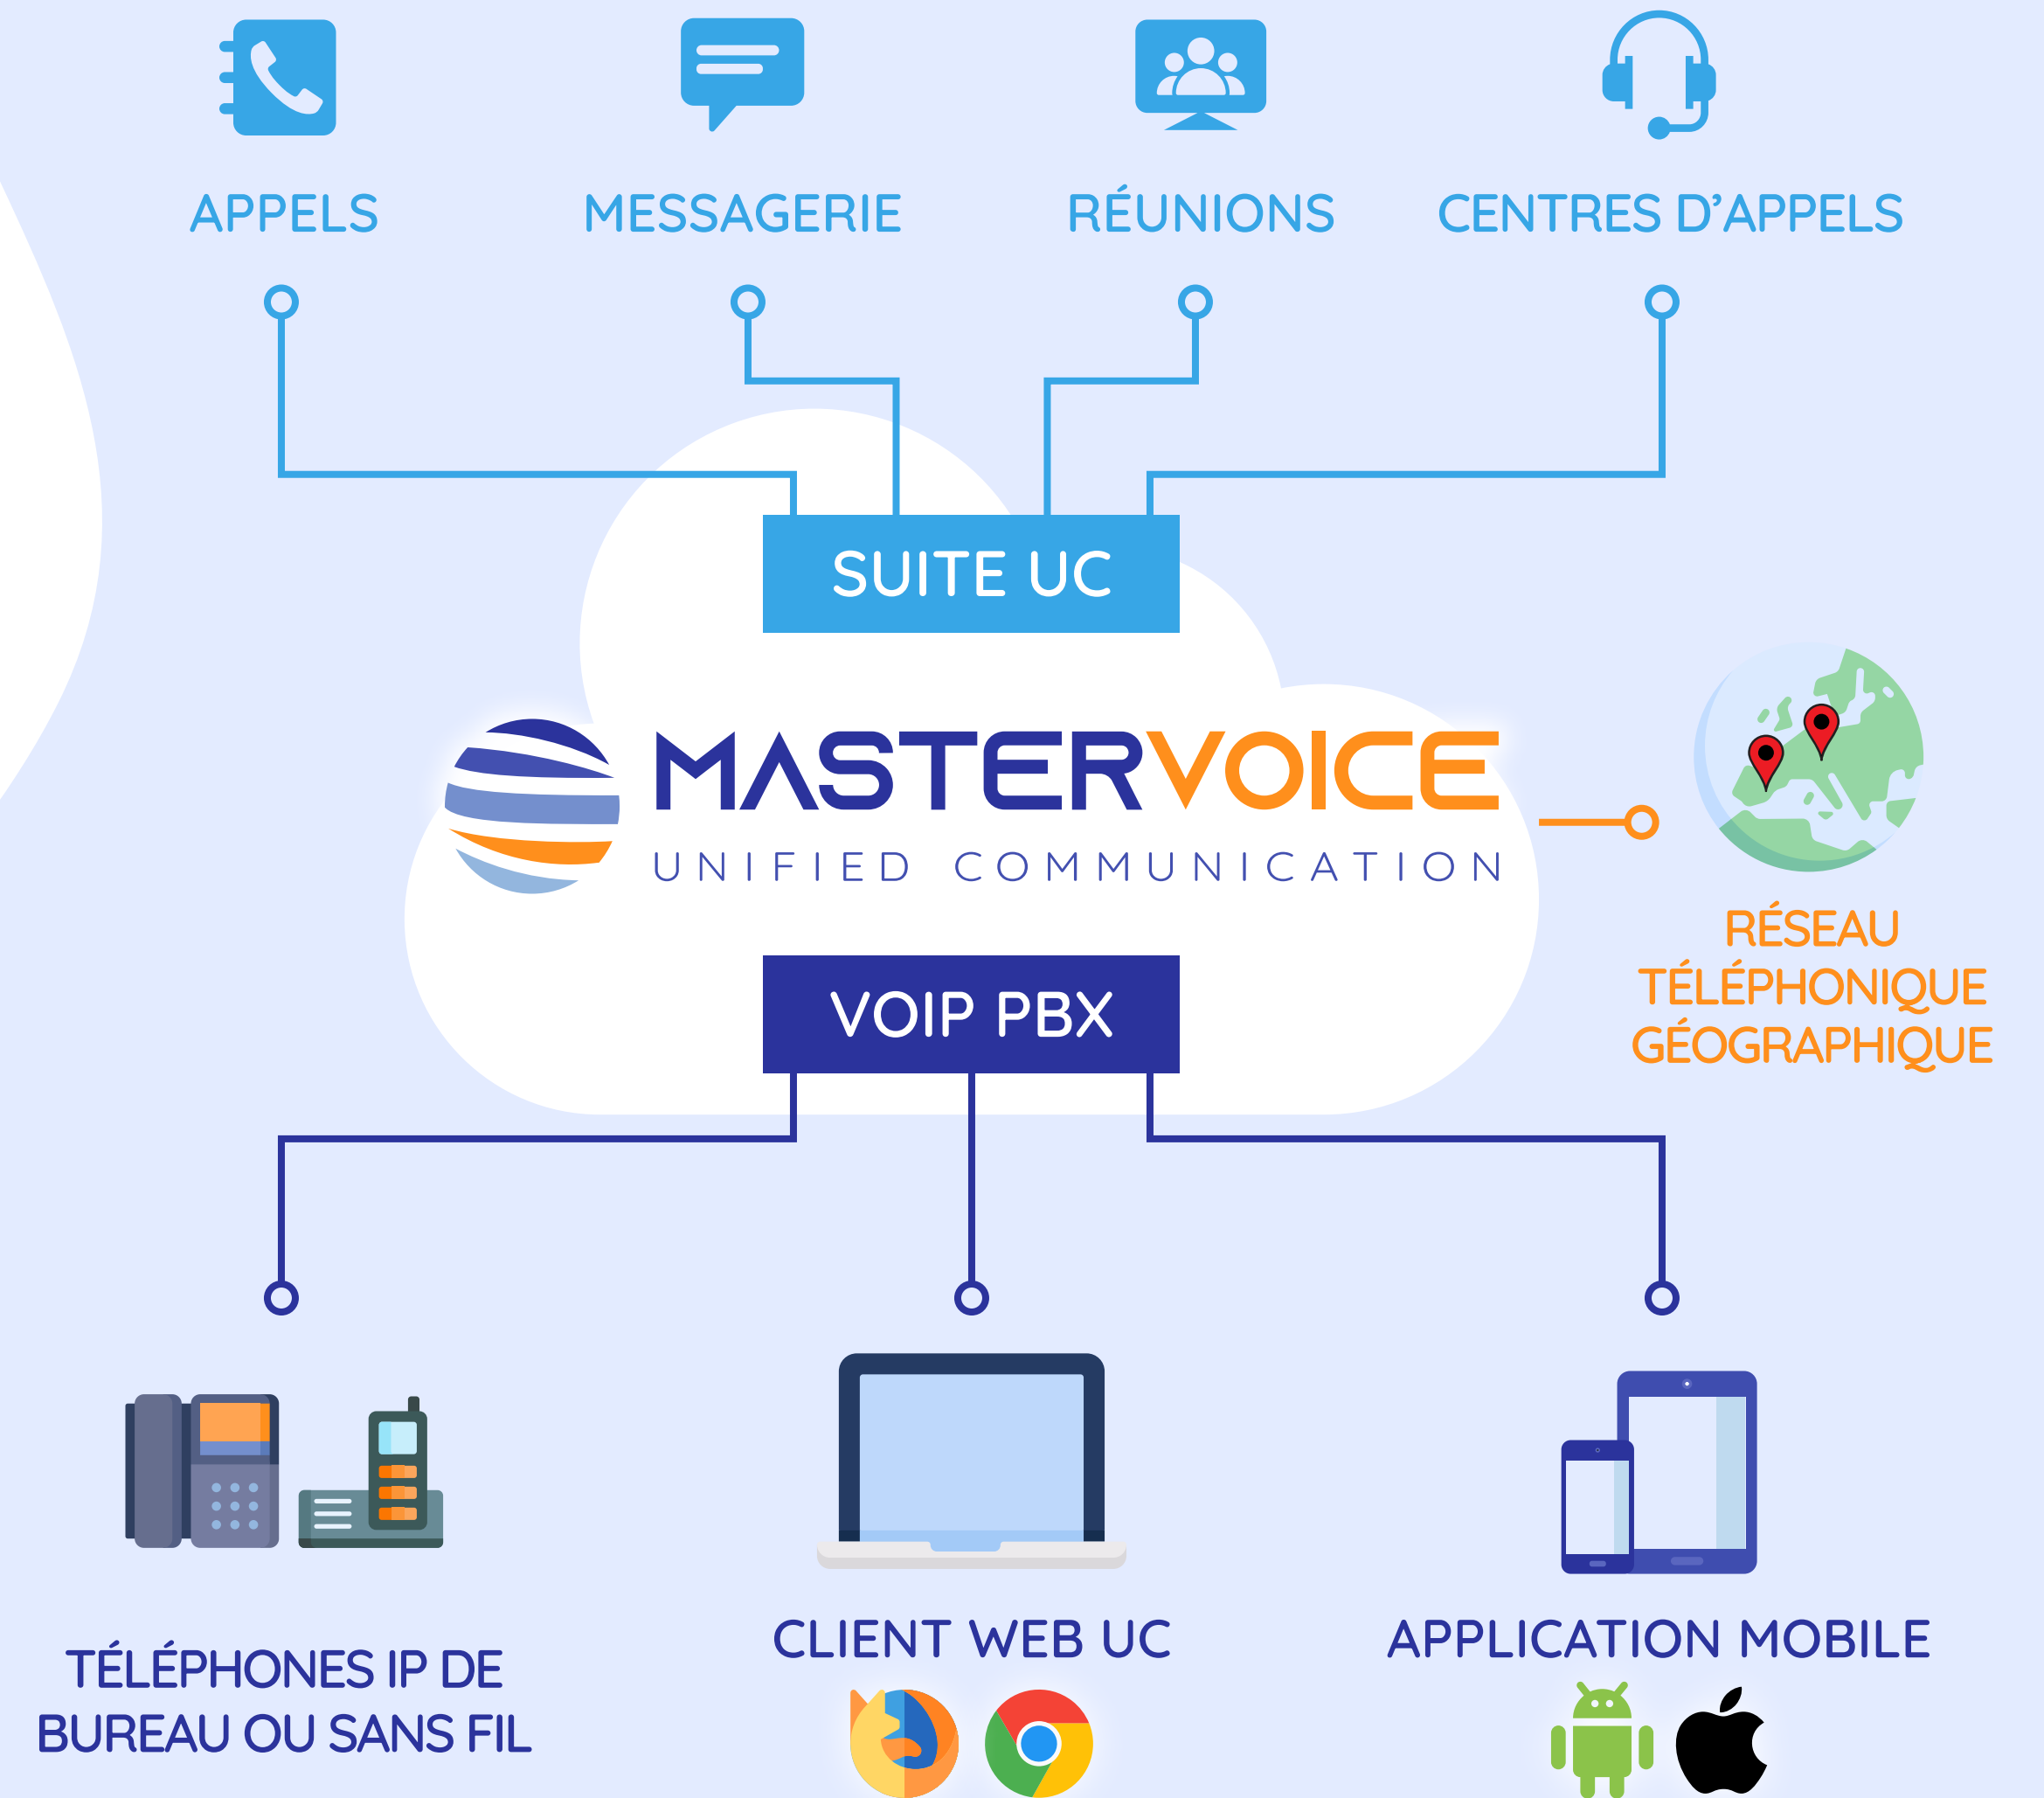 APPELS
MESSAGERIE
RÉUNIONS
CENTRES D'APPELS
SUITE UC
MASTERVOICE
UNIFIED COMMUNICATION
RÉSEAU
TÉLÉPHONIQUE
GÉOGRAPHIQUE
VOIP PBX
TÉLÉPHONES IP DE
BUREAU OU SANS FIL
CLIENT WEB UC
APPLICATION MOBILE